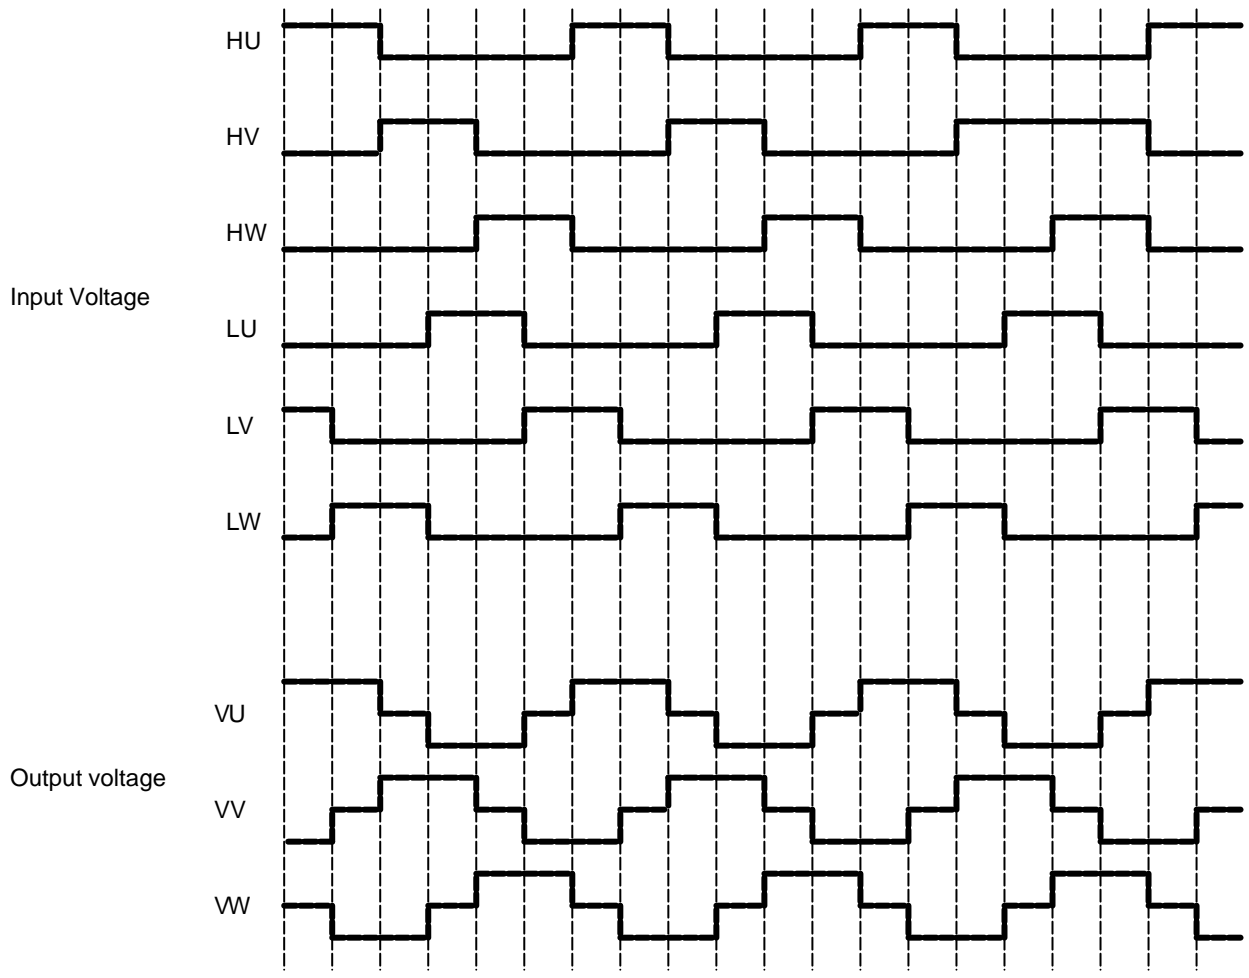 HU
HV
HW
Input Voltage
LU
LV
LW
VU
Output voltage
VV
VW